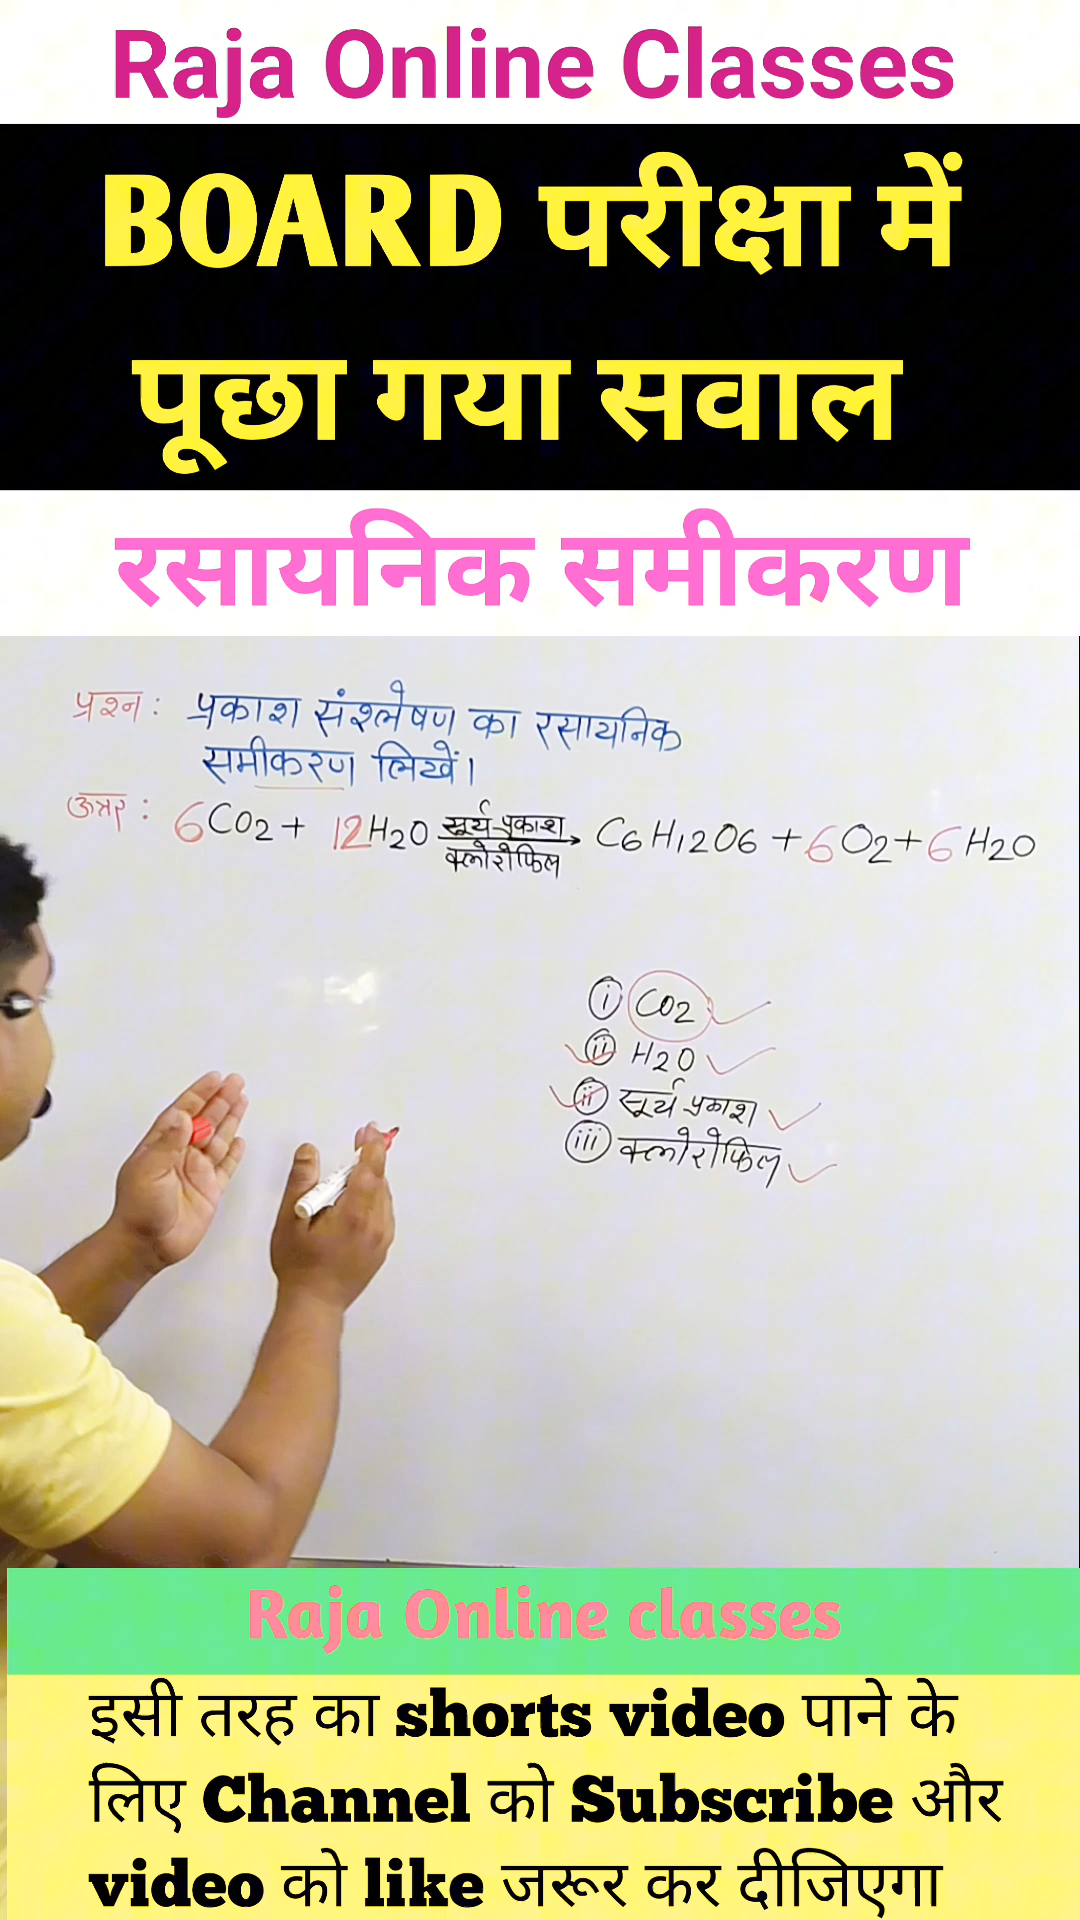 Raja Online Classes
BOARD परीक्षा में
पूछा गया सवाल
रसायनिक समीकरण
प्रश्न : प्रकाश संश्लेषण का रसायनिक
समीकरण लिखें।
उत्तर : 6CO2 + 12H2O सूर्य प्रकाश → C6H12O6 + 6O2 + 6H2O
क्लोरोफिल
(i) CO2 ✓
✓ (ii) H2O ✓
✓ (ii) सूर्य प्रकाश ✓
(iii) क्लोरोफिल ✓
Raja Online classes
इसी तरह का shorts video पाने के
लिए Channel को Subscribe और
video को like जरूर कर दीजिएगा